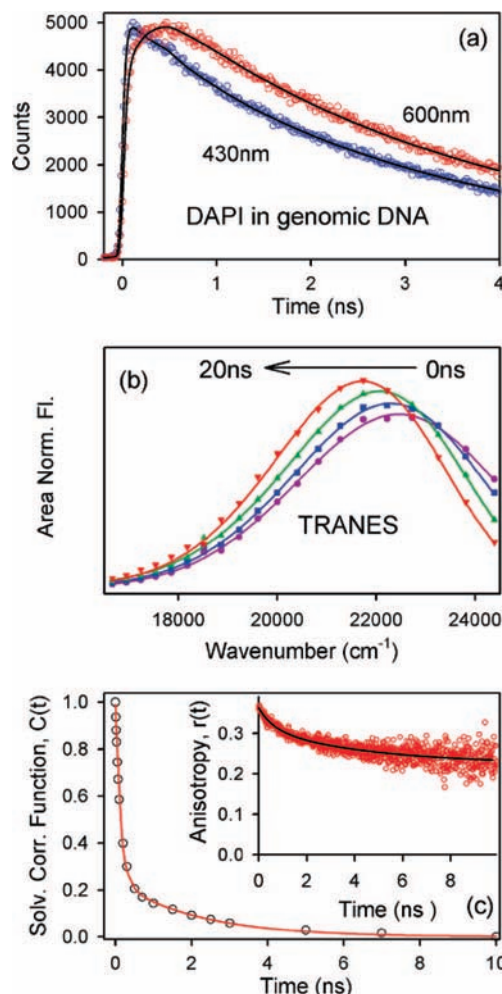 5000
4000
3000
2000
1000
0
Counts
(a)
600nm
430nm
DAPI in genomic DNA
0
1
2
3
4
Time (ns)
(b)
20ns
0ns
Area Norm. Fl.
TRANES
18000
20000
22000
24000
Wavenumber (cm⁻¹)
1.0
0.8
0.6
0.4
0.2
0.0
Solv. Corr. Function, C(t)
Anisotropy, r(t)
0.3
0.2
0.1
0.0
0
2
4
6
8
Time (ns )
(c)
0
2
4
6
8
10
Time (ns)